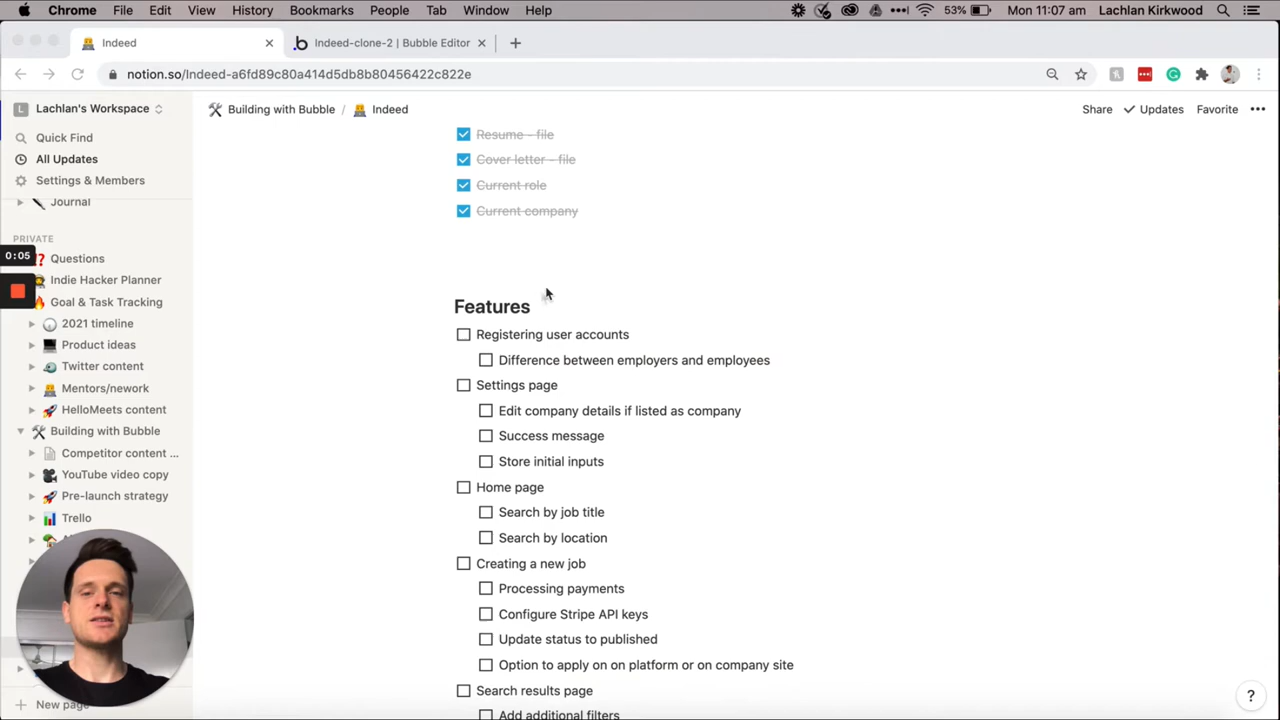 Chrome File Edit View History Bookmarks People Tab Window Help 53% Mon 11:07 am Lachlan Kirkwood
Indeed Indeed-clone-2 | Bubble Editor
notion.so/Indeed-a6fd89c80a414d5db8b80456422c822e
L Lachlan's Workspace
Building with Bubble / Indeed
Share Updates Favorite
Quick Find
All Updates
Settings & Members
Journal
PRIVATE
0:05
Questions
Indie Hacker Planner
Goal & Task Tracking
2021 timeline
Product ideas
Twitter content
Mentors/nework
HelloMeets content
Building with Bubble
Competitor content ...
YouTube video copy
Pre-launch strategy
Trello
New page
Resume - file
Cover letter - file
Current role
Current company
Features
Registering user accounts
Difference between employers and employees
Settings page
Edit company details if listed as company
Success message
Store initial inputs
Home page
Search by job title
Search by location
Creating a new job
Processing payments
Configure Stripe API keys
Update status to published
Option to apply on on platform or on company site
Search results page
Add additional filters
?